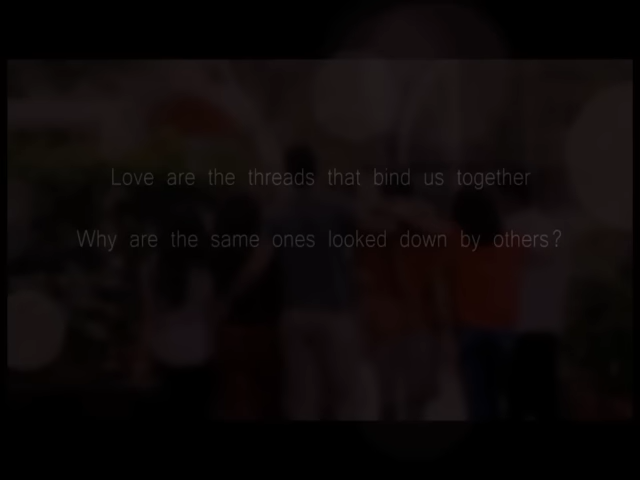 Love are the threads that bind us together
Why are the same ones looked down by others?